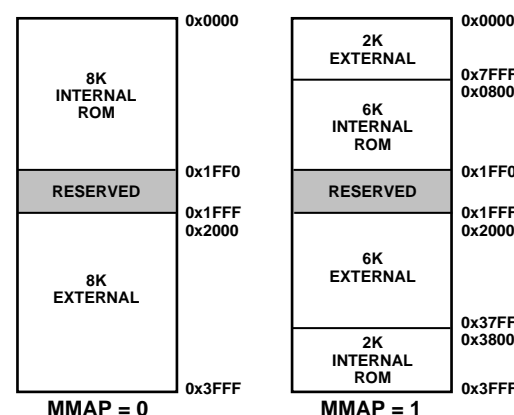 0x0000
8K
INTERNAL
ROM
0x1FF0
RESERVED
0x1FFF
0x2000
8K
EXTERNAL
0x3FFF
MMAP = 0
0x0000
2K
EXTERNAL
0x7FFF
0x0800
6K
INTERNAL
ROM
0x1FF0
RESERVED
0x1FFF
0x2000
6K
EXTERNAL
0x37FF
0x3800
2K
INTERNAL
ROM
0x3FFF
MMAP = 1